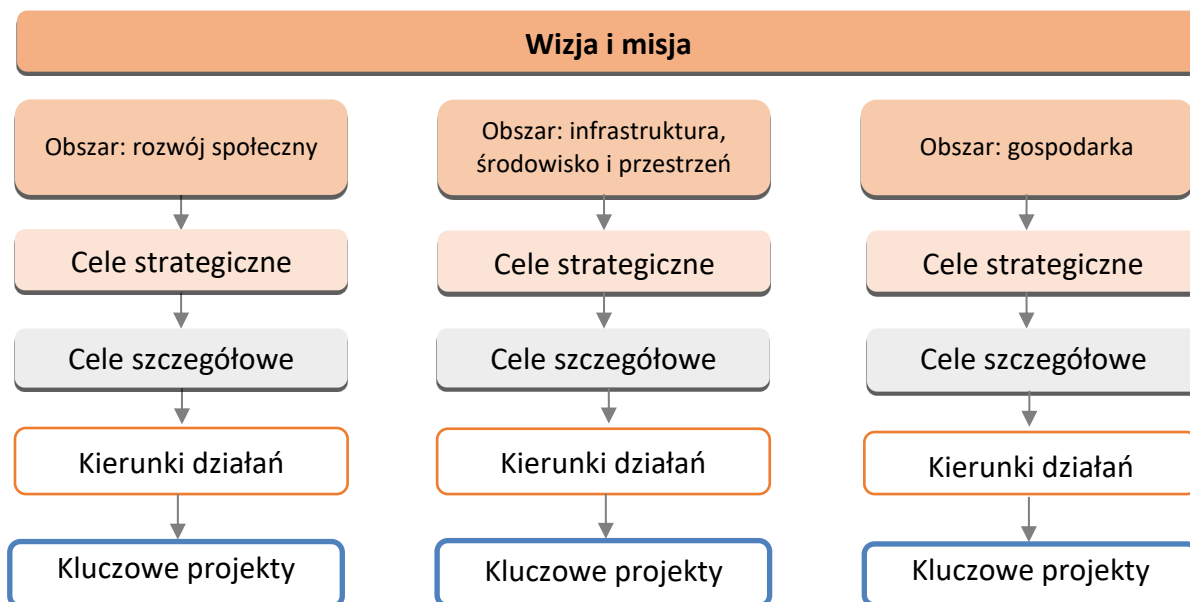 Wizja i misja
Obszar: rozwój społeczny
Obszar: infrastruktura,
środowisko i przestrzeń
Obszar: gospodarka
Cele strategiczne
Cele strategiczne
Cele strategiczne
Cele szczegółowe
Cele szczegółowe
Cele szczegółowe
Kierunki działań
Kierunki działań
Kierunki działań
Kluczowe projekty
Kluczowe projekty
Kluczowe projekty